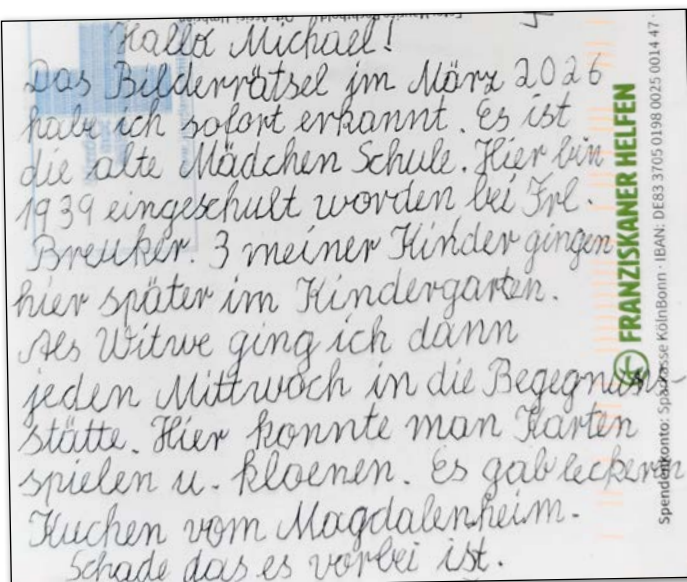 Hallo Michael!
Das Bilderrätsel im März 2026
habe ich sofort erkannt. Es ist
die alte Mädchen Schule. Hier bin
1939 eingeschult worden bei Frl.
Breuker. 3 meiner Kinder gingen
hier später im Kindergarten.
Als Witwe ging ich dann
jeden Mittwoch in die Begegnuns-
stätte. Hier konnte man Karten
spielen u. kloenen. Es gab leckeren
Kuchen vom Magdalenheim.
Schade das es vorbei ist.
FRANZISKANER HELFEN
Spendenkonto: Sparkasse KölnBonn · IBAN: DE83 3705 0198 0025 0014 47 ·